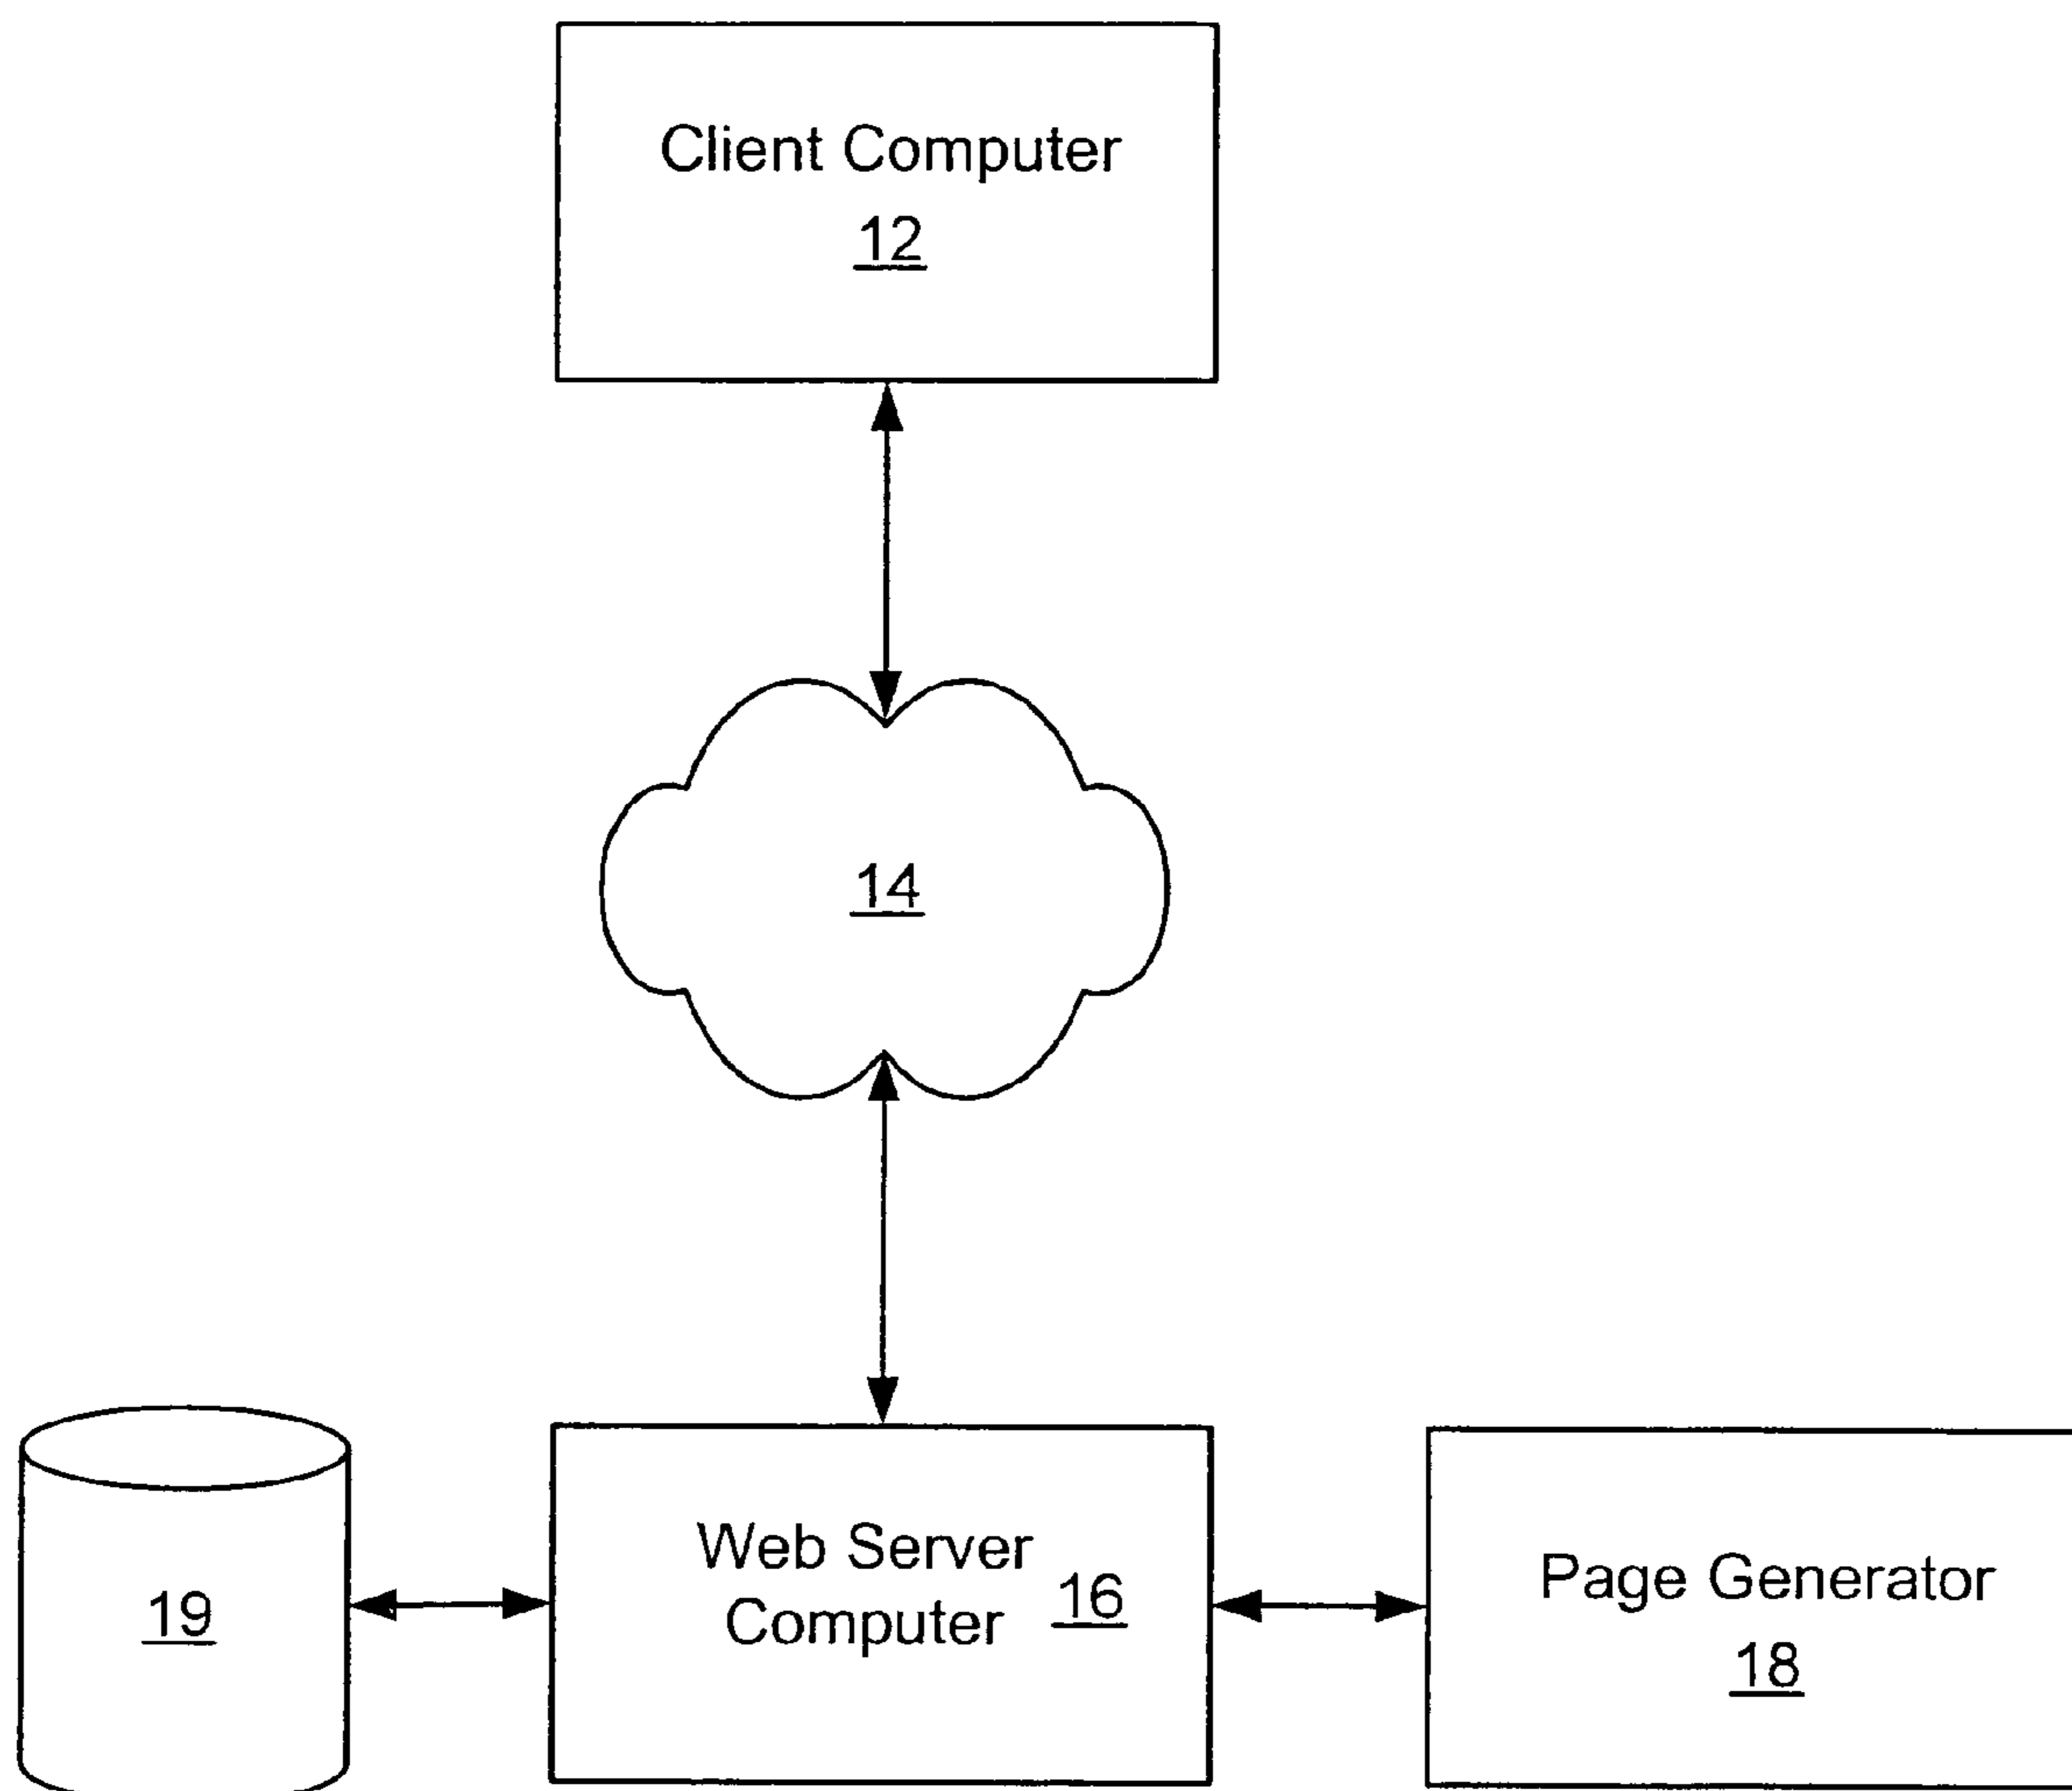 Client Computer
12
14
19
Web Server
Computer
16
Page Generator
18